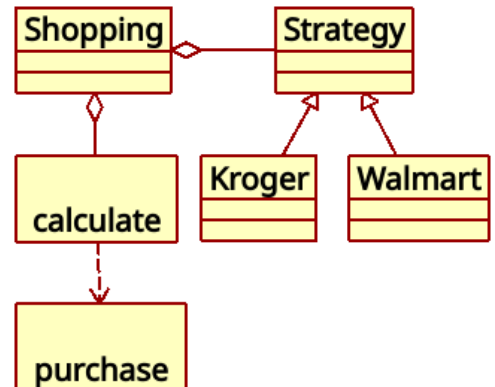 Shopping
Strategy
Kroger
Walmart
calculate
purchase